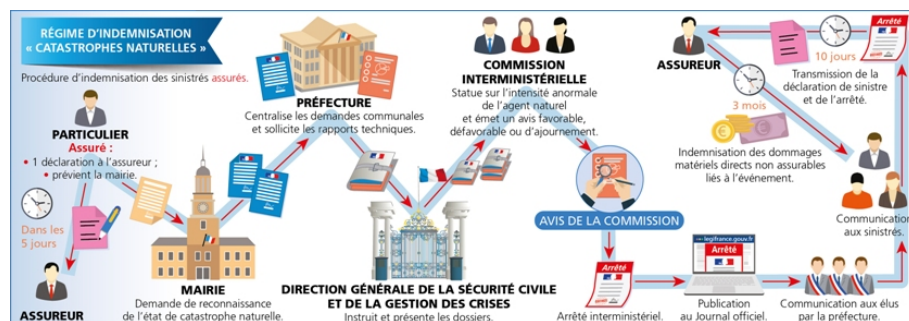 RÉGIME D'INDEMNISATION
« CATASTROPHES NATURELLES »
Procédure d'indemnisation des sinistrés assurés.
PARTICULIER
Assuré :
• 1 déclaration à l'assureur ;
• prévient la mairie.
Dans les
5 jours
ASSUREUR
MAIRIE
Demande de reconnaissance
de l'état de catastrophe naturelle.
PRÉFECTURE
Centralise les demandes communales
et sollicite les rapports techniques.
DIRECTION GÉNÉRALE DE LA SÉCURITÉ CIVILE
ET DE LA GESTION DES CRISES
Instruit et présente les dossiers.
COMMISSION
INTERMINISTÉRIELLE
Statue sur l'intensité anormale
de l'agent naturel
et émet un avis favorable,
défavorable ou d'ajournement.
AVIS DE LA COMMISSION
Arrêté
Arrêté interministériel.
legifrance.gouv.fr
Arrêté
Publication
au Journal officiel.
Communication aux élus
par la préfecture.
Communication
aux sinistrés.
Arrêté
10 jours
Transmission de la
déclaration de sinistre
et de l'arrêté.
ASSUREUR
3 mois
Indemnisation des dommages
matériels directs non assurables
liés à l'événement.